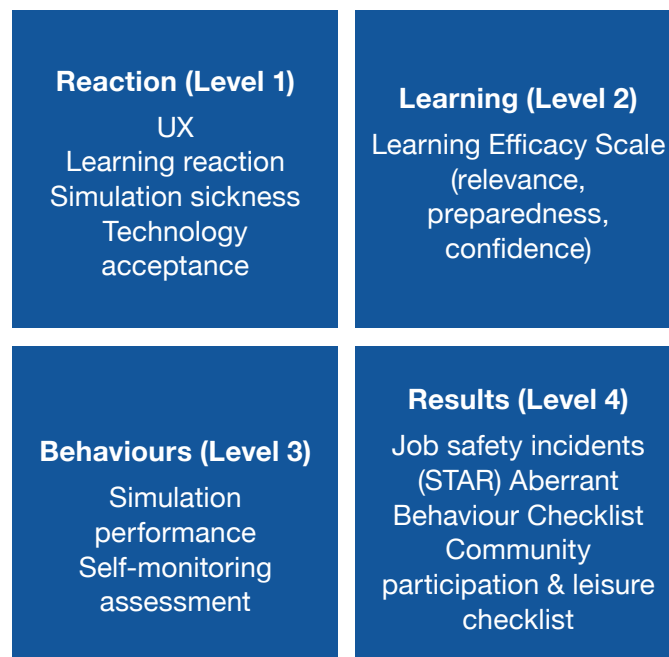 Reaction (Level 1)
UX
Learning reaction
Simulation sickness
Technology
acceptance
Learning (Level 2)
Learning Efficacy Scale
(relevance,
preparedness,
confidence)
Behaviours (Level 3)
Simulation
performance
Self-monitoring
assessment
Results (Level 4)
Job safety incidents
(STAR) Aberrant
Behaviour Checklist
Community
participation & leisure
checklist